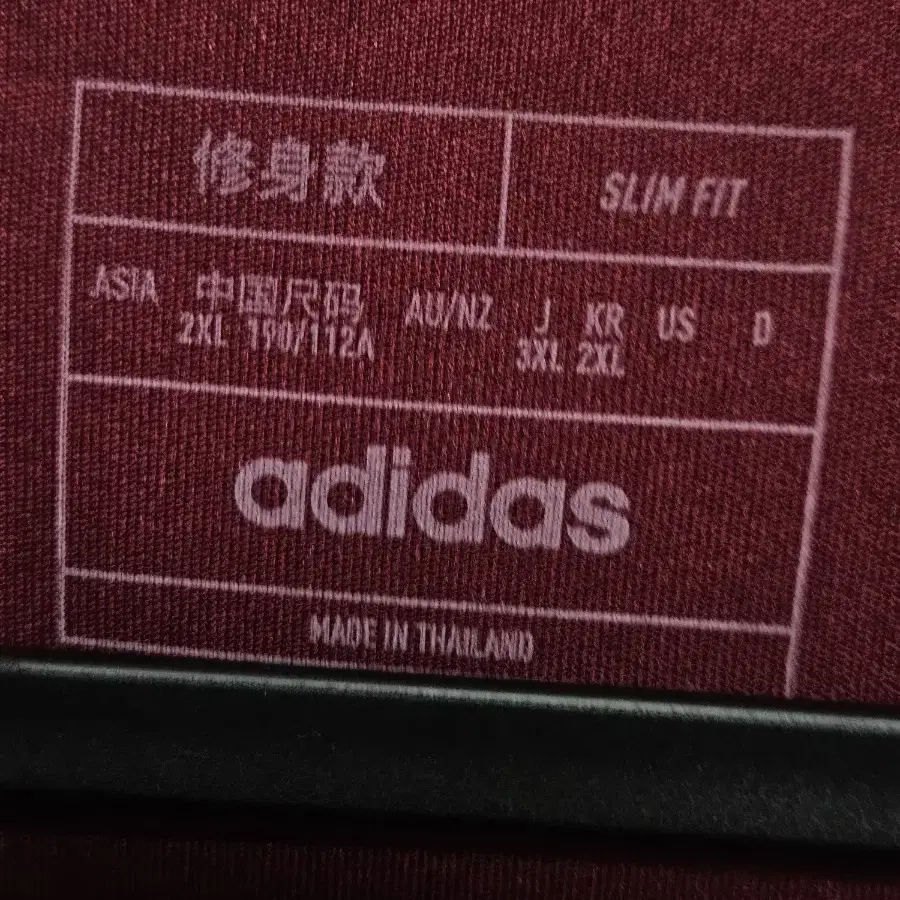 修身款 SLIM FIT
ASIA 中国尺码 AU/NZ J KR US D
2XL 190/112A 3XL 2XL
adidas
MADE IN THAILAND